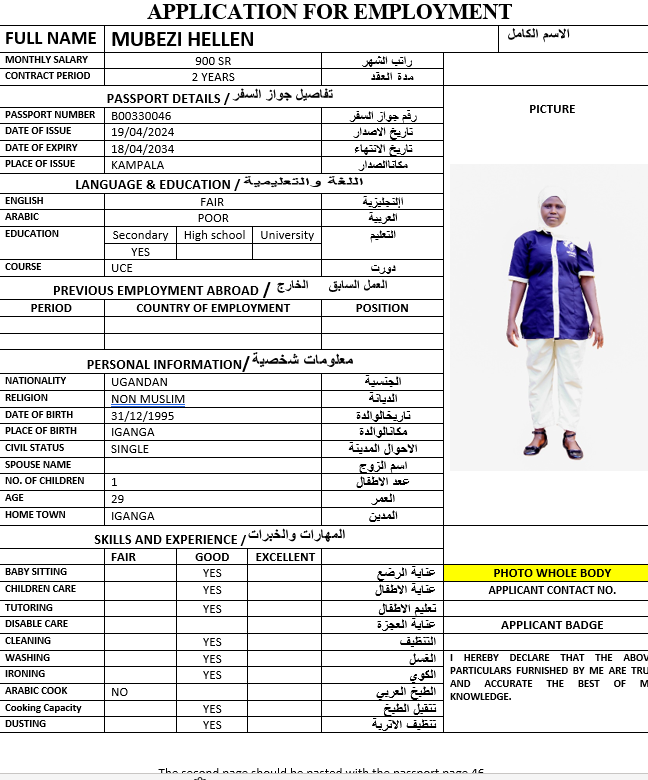 APPLICATION FOR EMPLOYMENT
FULL NAME MUBEZI HELLEN الاسم الكامل
MONTHLY SALARY 900 SR راتب الشهر
CONTRACT PERIOD 2 YEARS مدة العقد
PASSPORT DETAILS / تفاصيل جواز السفر
PICTURE
PASSPORT NUMBER B00330046 رقم جواز السفر
DATE OF ISSUE 19/04/2024 تاريخ الاصدار
DATE OF EXPIRY 18/04/2034 تاريخ الانتهاء
PLACE OF ISSUE KAMPALA مكاناالصدار
LANGUAGE & EDUCATION / اللغة والتعليمية
ENGLISH FAIR اإلنجليزية
ARABIC POOR العربية
EDUCATION Secondary High school University التعليم
YES
COURSE UCE دورت
PREVIOUS EMPLOYMENT ABROAD / العمل السابق الخارج
PERIOD COUNTRY OF EMPLOYMENT POSITION
PERSONAL INFORMATION/ معلومات شخصية
NATIONALITY UGANDAN الجنسية
RELIGION NON MUSLIM الديانة
DATE OF BIRTH 31/12/1995 تاريخالوالدة
PLACE OF BIRTH IGANGA مكانالوالدة
CIVIL STATUS SINGLE الاحوال المدينة
SPOUSE NAME اسم الزوج
NO. OF CHILDREN 1 عدد الاطفال
AGE 29 العمر
HOME TOWN IGANGA المدين
SKILLS AND EXPERIENCE / المهارات والخبرات
FAIR GOOD EXCELLENT
BABY SITTING YES عناية الرضع
PHOTO WHOLE BODY
CHILDREN CARE YES عناية الاطفال
APPLICANT CONTACT NO.
TUTORING YES تعليم الاطفال
DISABLE CARE عناية العجزة
APPLICANT BADGE
CLEANING YES التنظيف
WASHING YES الغسل
IRONING YES الكوي
ARABIC COOK NO الطبخ العربي
Cooking Capacity YES تتقيل الطبخ
DUSTING YES تنظيف الاتربة
I HEREBY DECLARE THAT THE ABOV
PARTICULARS FURNISHED BY ME ARE TRU
AND ACCURATE THE BEST OF M
KNOWLEDGE.
The second page should be pasted with the passport page 46